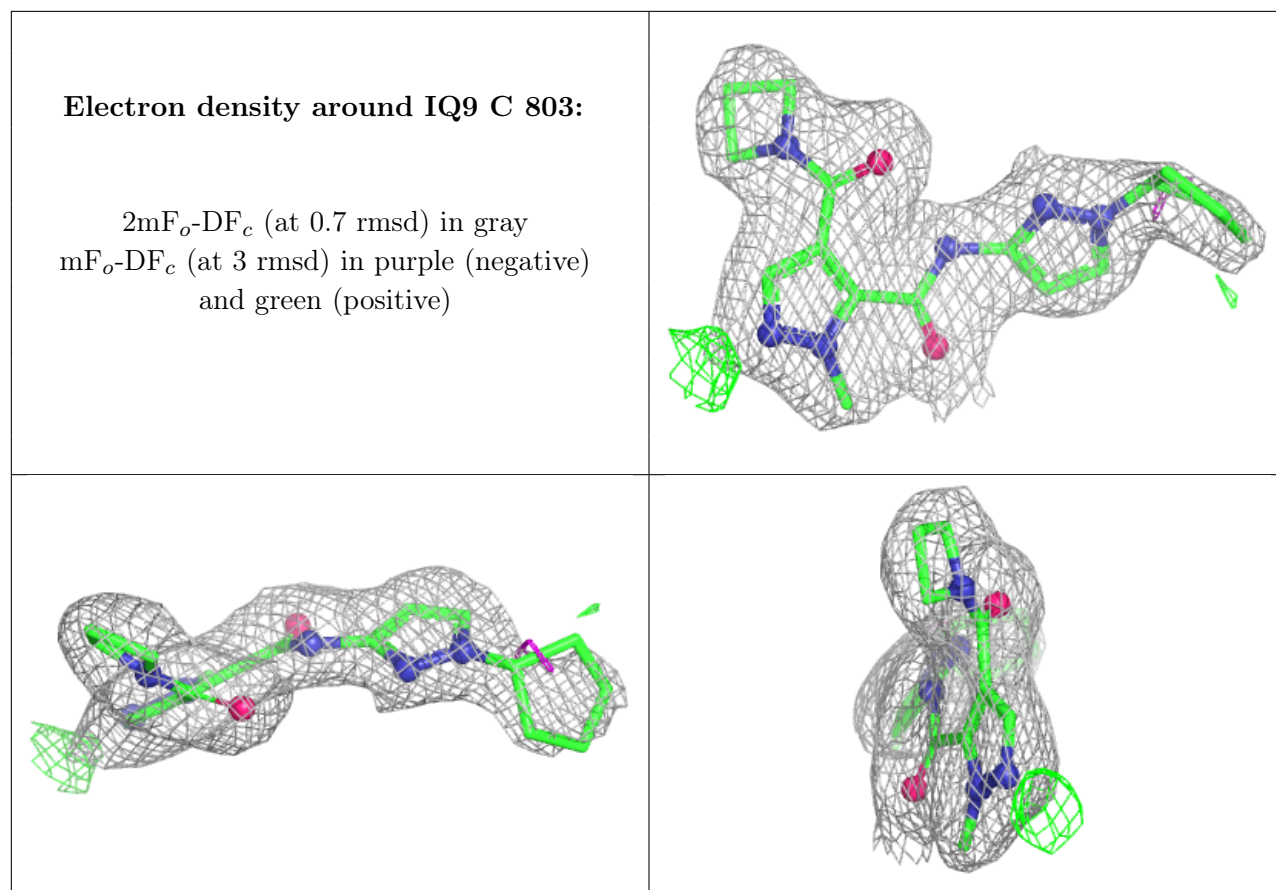 Electron density around IQ9 C 803:
2mFo-DFc (at 0.7 rmsd) in gray
mFo-DFc (at 3 rmsd) in purple (negative)
and green (positive)